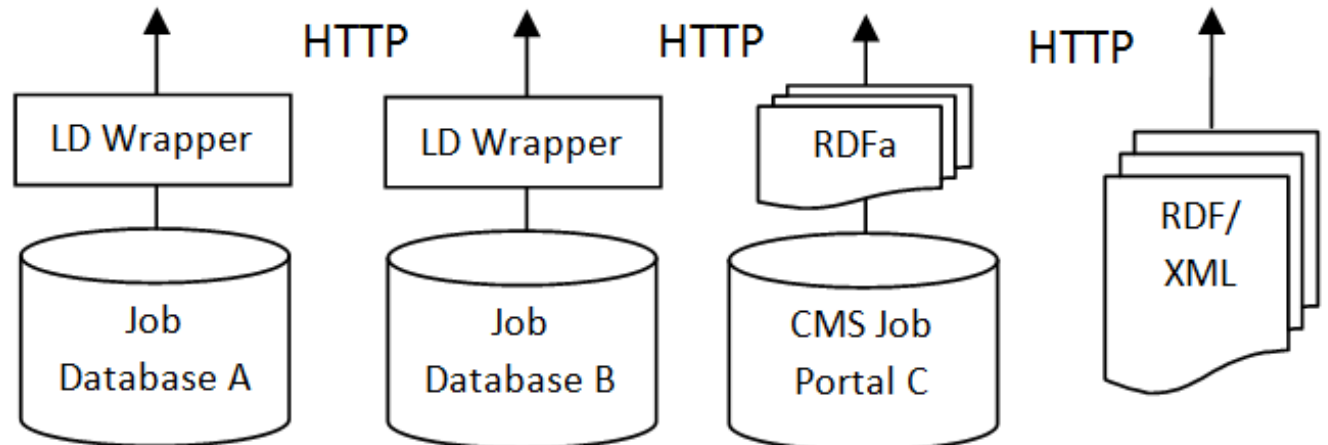 HTTP
HTTP
HTTP
LD Wrapper
LD Wrapper
RDFa
RDF/
XML
Job
Database A
Job
Database B
CMS Job
Portal C